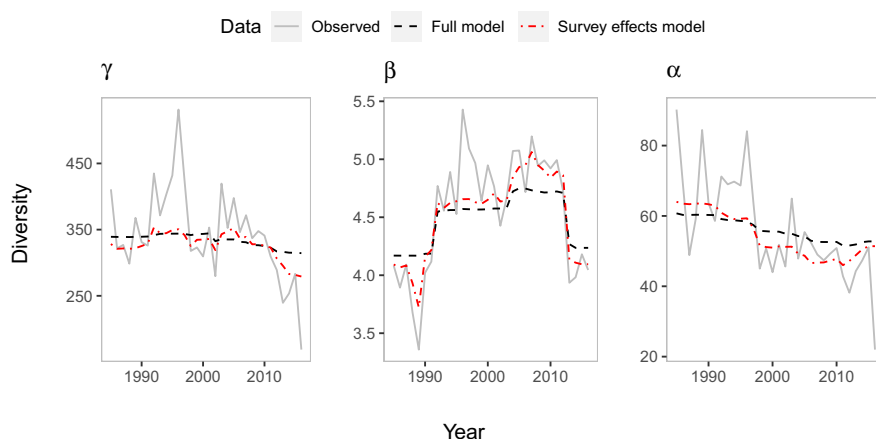 Data Observed Full model Survey effects model
γ β α
Diversity
450
350
250
5.5
5.0
4.5
4.0
3.5
80
60
40
20
1990 2000 2010
1990 2000 2010
1990 2000 2010
Year